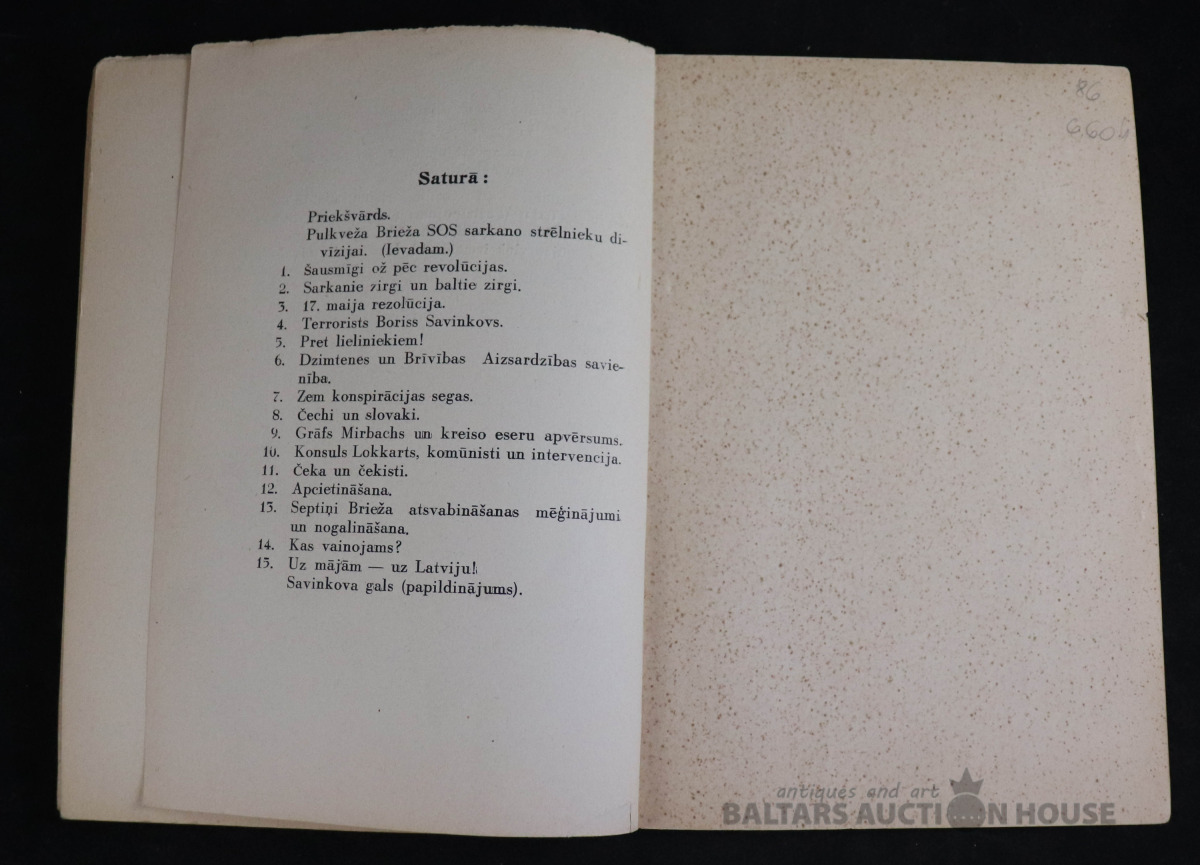 Saturā:
Priekšvārds.
Pulkveža Brieža SOS sarkano strēlnieku di-
vīzijai. (Ievadam.)
1. Šausmīgi ož pēc revolūcijas.
2. Sarkanie zirgi un baltie zirgi.
3. 17. maija rezolūcija.
4. Terrorists Boriss Savinkovs.
5. Pret lieliniekiem!
6. Dzimtenes un Brīvības Aizsardzības savie-
nība.
7. Zem konspirācijas segas.
8. Čechi un slovaki.
9. Grāfs Mirbachs un kreiso eseru apvērsums.
10. Konsuls Lokkarts, komūnisti un intervencija.
11. Čeka un čekisti.
12. Apcietināšana.
13. Septiņi Brieža atsvabināšanas mēģinājumi
un nogalināšana.
14. Kas vainojams?
15. Uz mājām — uz Latviju!
Savinkova gals (papildinājums).
86
antiques and art
BALTARS AUCTION HOUSE